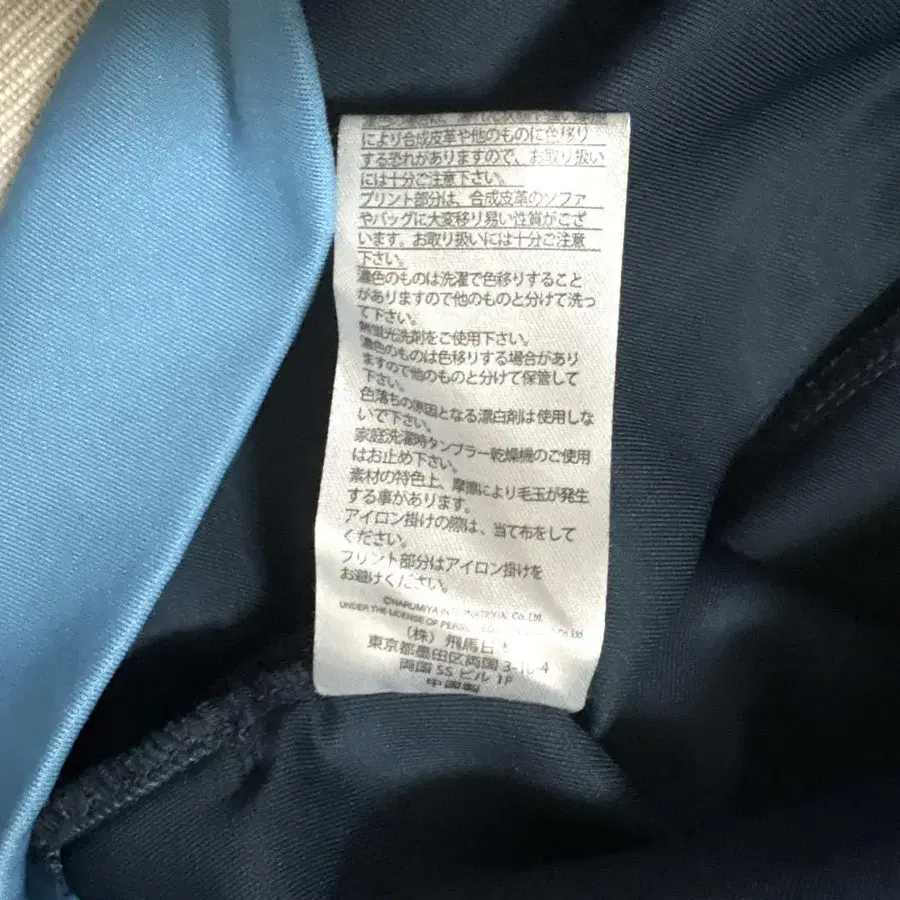 により合成皮革や他のものに色移り
する恐れがありますので、お取り扱い
には十分ご注意下さい。
プリント部分は、合成皮革のソファ
やバッグに大変移り易い性質がござ
います。お取り扱いには十分ご注意
下さい。
濃色のものは洗濯で色移りすること
がありますので他のものと分けて洗っ
て下さい。
無蛍光洗剤をご使用下さい。
濃色のものは色移りする場合があり
ますので他のものと分けて保管して
下さい。
色落ちの原因となる漂白剤は使用しな
いで下さい。
家庭洗濯時タンブラー乾燥機のご使用
はお止め下さい。
素材の特色上、摩擦により毛玉が発生
する事があります。
アイロン掛けの際は、当て布をして
ください。
プリント部分はアイロン掛けを
お避けください。
©NARUMIYA INTERNATIONAL Co.Ltd.
UNDER THE LICENSE OF Co Ltd.
(株) 飛馬
東京都墨田区両国 3-10-4
両国 SS ビル 1F
中国製